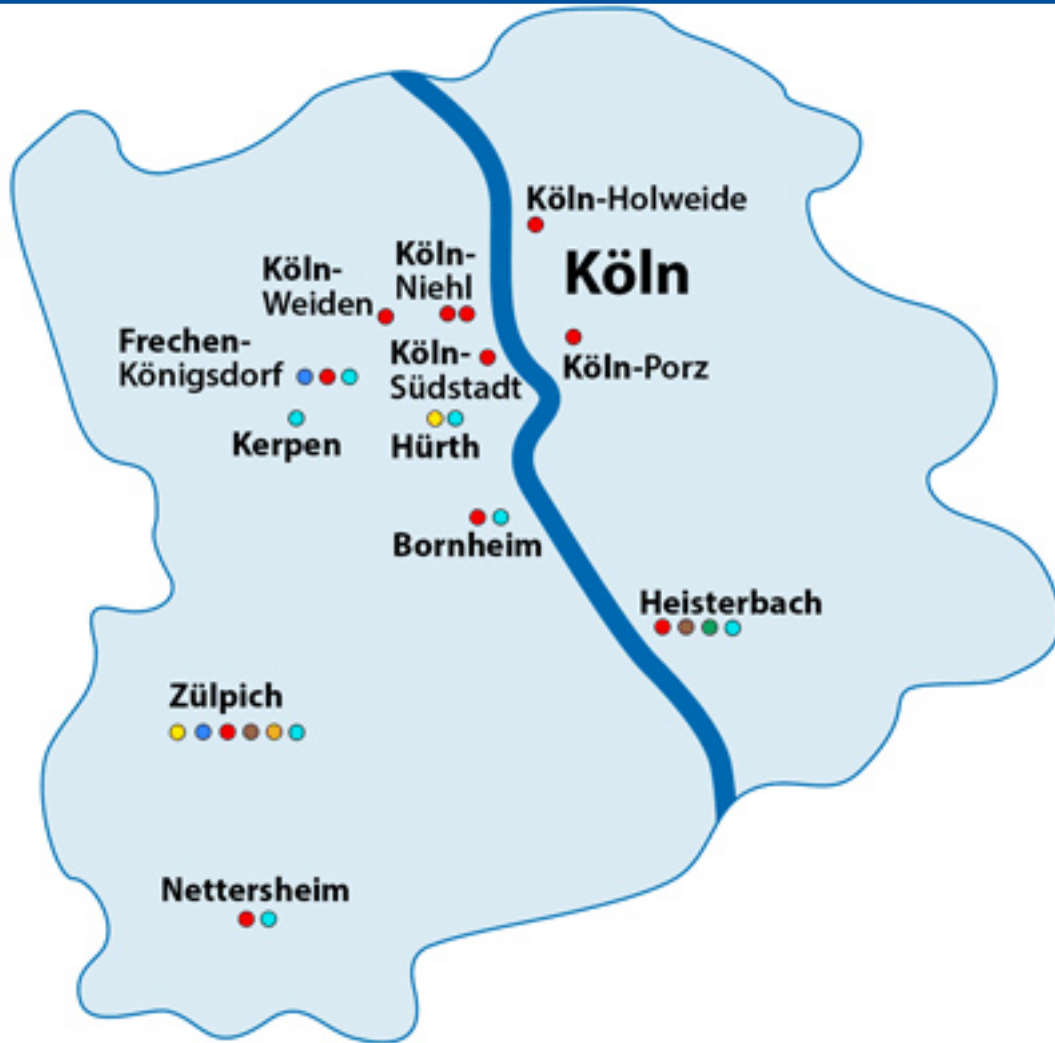 Köln-Holweide
Köln
Köln-
Niehl
Köln-
Weiden
Frechen-
Königsdorf
Köln-
Südstadt
Köln-Porz
Kerpen
Hürth
Bornheim
Heisterbach
Zülpich
Nettersheim